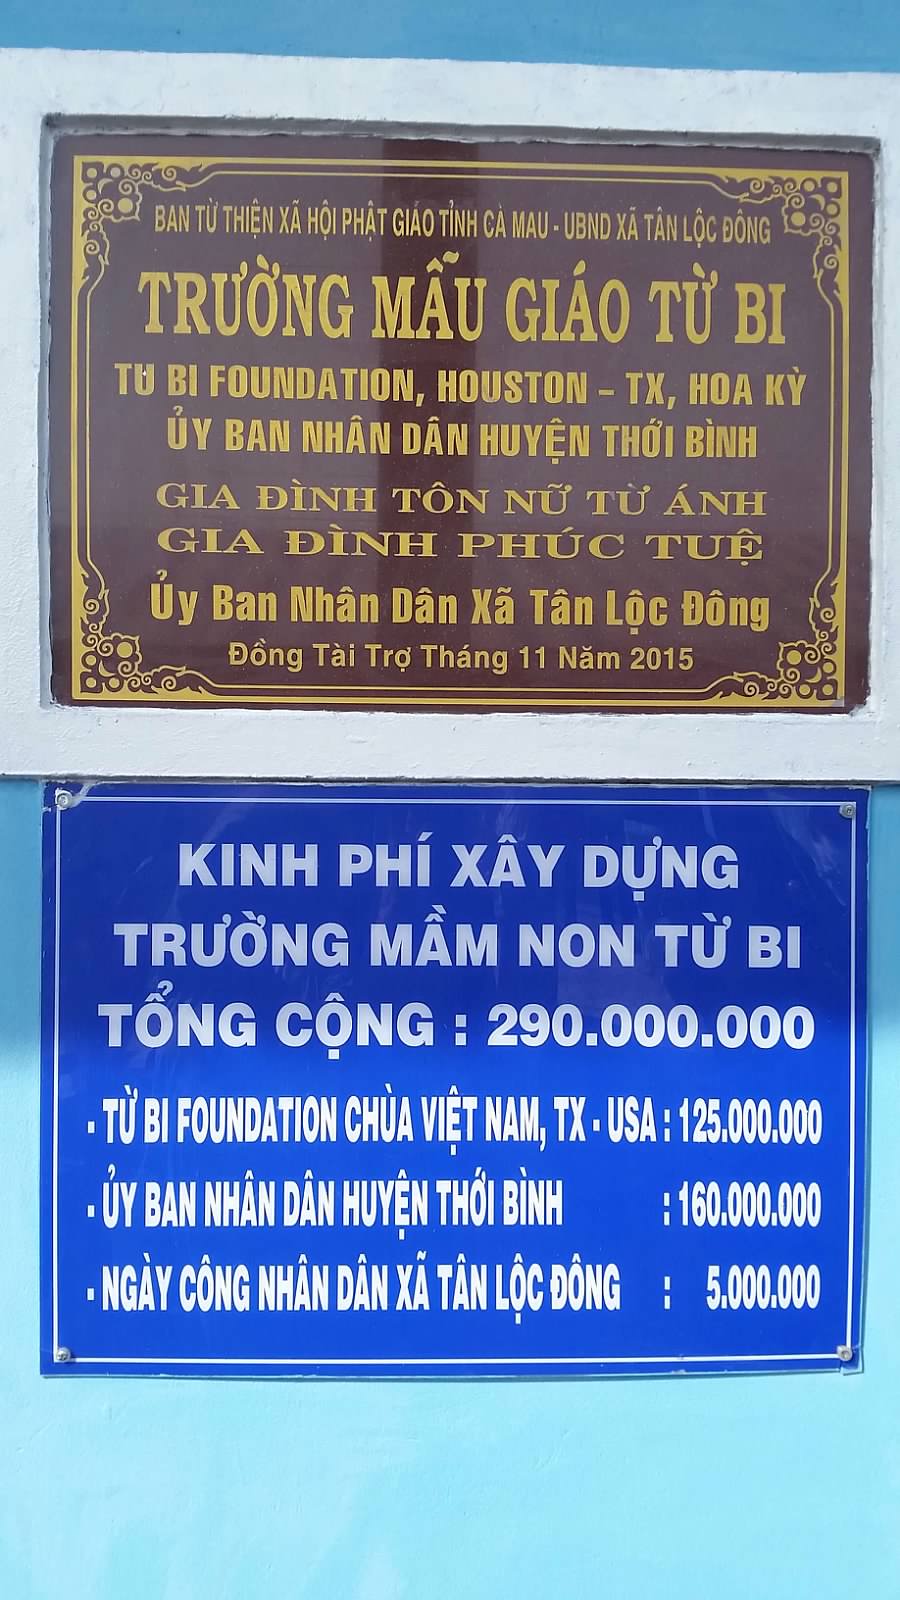 BAN TỪ THIỆN XÃ HỘI PHẬT GIÁO TỈNH CÀ MAU - UBND XÃ TÂN LỘC ĐÔNG
TRƯỜNG MẪU GIÁO TỪ BI
TỪ BI FOUNDATION, HOUSTON – TX, HOA KỲ
ỦY BAN NHÂN DÂN HUYỆN THỚI BÌNH
GIA ĐÌNH TÔN NỮ TỪ ÁNH
GIA ĐÌNH PHÚC TUỆ
Ủy Ban Nhân Dân Xã Tân Lộc Đông
Đồng Tài Trợ Tháng 11 Năm 2015
KINH PHÍ XÂY DỰNG
TRƯỜNG MẦM NON TỪ BI
TỔNG CỘNG : 290.000.000
- TỪ BI FOUNDATION CHÙA VIỆT NAM, TX - USA : 125.000.000
- ỦY BAN NHÂN DÂN HUYỆN THỚI BÌNH : 160.000.000
- NGÀY CÔNG NHÂN DÂN XÃ TÂN LỘC ĐÔNG : 5.000.000